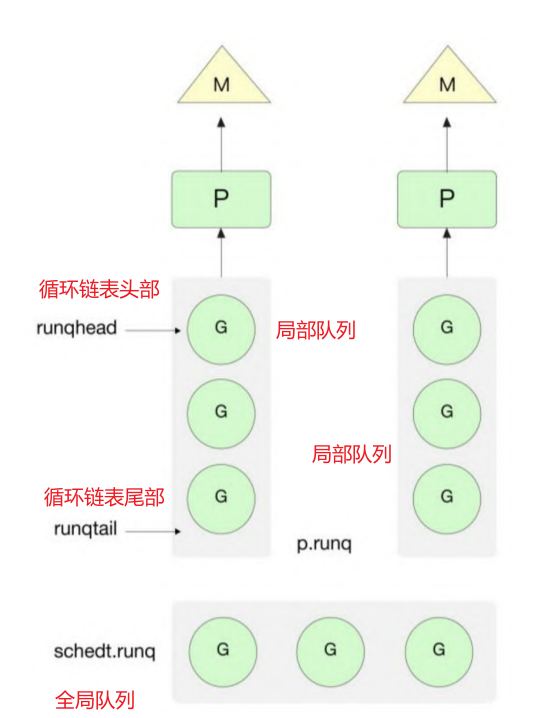 M
M
P
P
循环链表头部
runqhead
G
局部队列
G
G
G
局部队列
循环链表尾部
G
G
runqtail
p.runq
schedt.runq
G
G
G
全局队列